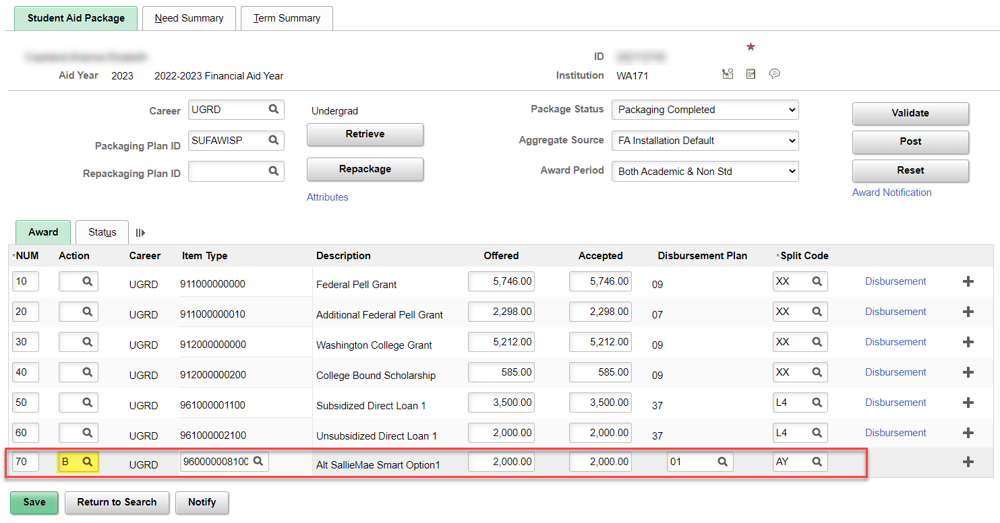 Student Aid Package Need Summary Term Summary
ID
Aid Year 2023 2022-2023 Financial Aid Year Institution WA171
Career UGRD Undergrad Package Status Packaging Completed Validate
Packaging Plan ID SUFAWISP Retrieve Aggregate Source FA Installation Default Post
Repackaging Plan ID Repackage Award Period Both Academic & Non Std Reset
Attributes Award Notification
Award Status
*NUM Action Career Item Type Description Offered Accepted Disbursement Plan *Split Code
10 UGRD 911000000000 Federal Pell Grant 5,746.00 5,746.00 09 XX Disbursement
20 UGRD 911000000010 Additional Federal Pell Grant 2,298.00 2,298.00 07 XX Disbursement
30 UGRD 912000000000 Washington College Grant 5,212.00 5,212.00 09 XX Disbursement
40 UGRD 912000000200 College Bound Scholarship 585.00 585.00 09 XX Disbursement
50 UGRD 961000001100 Subsidized Direct Loan 1 3,500.00 3,500.00 37 L4 Disbursement
60 UGRD 961000002100 Unsubsidized Direct Loan 1 2,000.00 2,000.00 37 L4 Disbursement
70 B UGRD 960000008100 Alt SallieMae Smart Option1 2,000.00 2,000.00 01 AY
Save Return to Search Notify